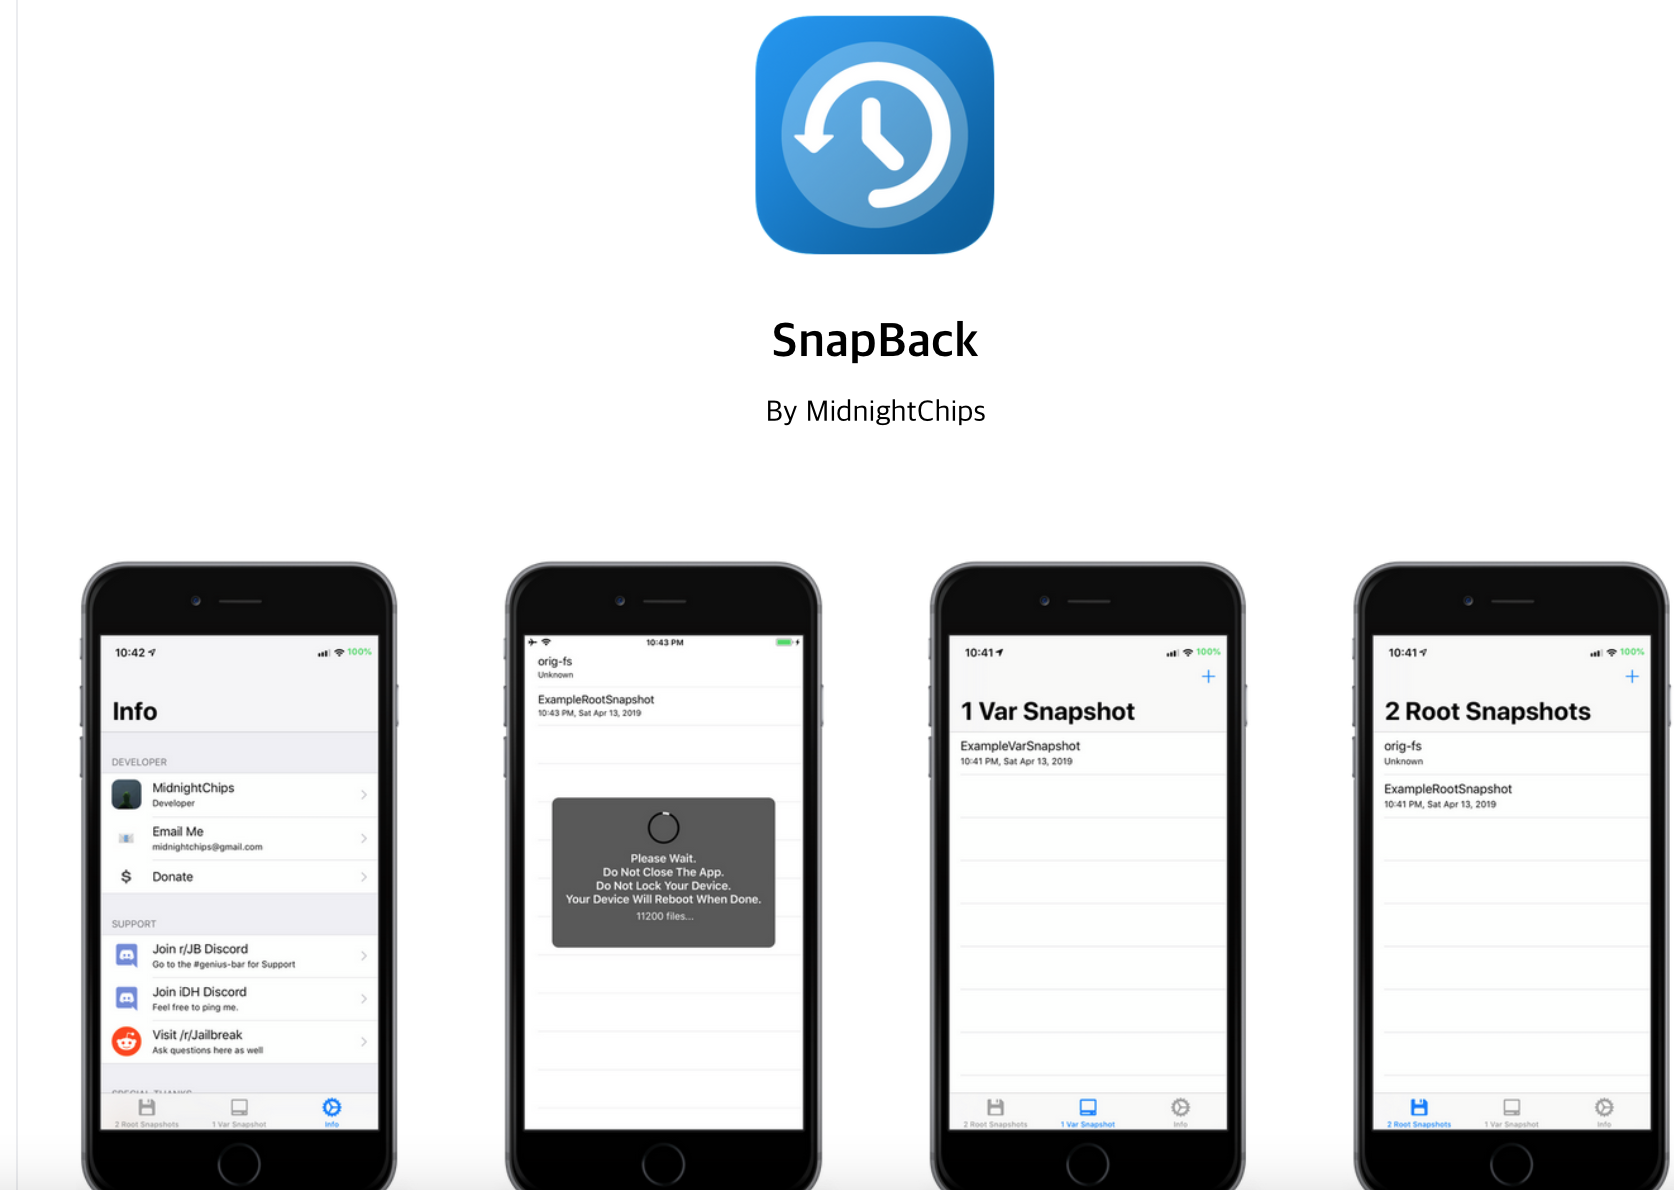 SnapBack
By MidnightChips
10:42
100%
Info
DEVELOPER
MidnightChips
Developer
Email Me
midnightchips@gmail.com
$
Donate
SUPPORT
Join r/JB Discord
Go to the #genius-bar for Support
Join iDH Discord
Feel free to ping me.
Visit /r/Jailbreak
Ask questions here as well
SPECIAL THANKS
2 Root Snapshots
1 Var Snapshot
Info
10:43 PM
orig-fs
Unknown
ExampleRootSnapshot
10:43 PM, Sat Apr 13, 2019
Please Wait.
Do Not Close The App.
Do Not Lock Your Device.
Your Device Will Reboot When Done.
11200 files...
10:41
100%
+
1 Var Snapshot
ExampleVarSnapshot
10:41 PM, Sat Apr 13, 2019
2 Root Snapshots
1 Var Snapshot
Info
10:41
100%
+
2 Root Snapshots
orig-fs
Unknown
ExampleRootSnapshot
10:41 PM, Sat Apr 13, 2019
2 Root Snapshots
1 Var Snapshot
Info